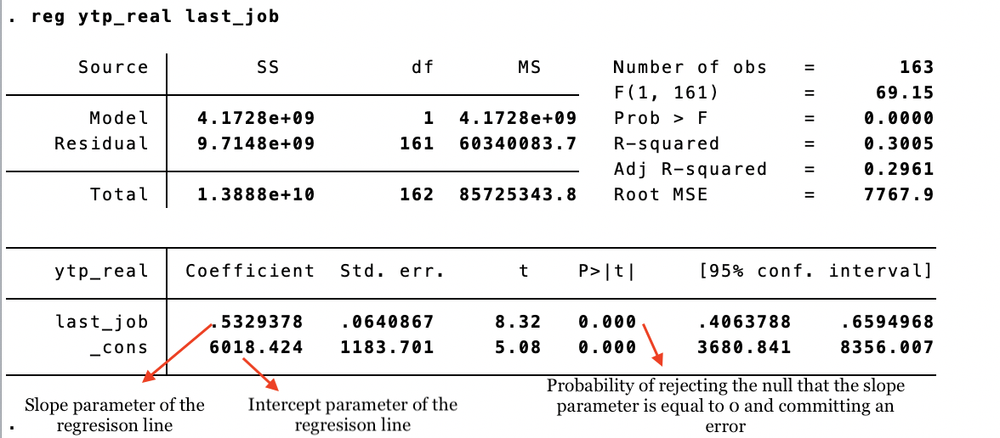 . reg ytp_real last_job
Source SS df MS Number of obs = 163
F(1, 161) = 69.15
Model 4.1728e+09 1 4.1728e+09 Prob > F = 0.0000
Residual 9.7148e+09 161 60340083.7 R-squared = 0.3005
Adj R-squared = 0.2961
Total 1.3888e+10 162 85725343.8 Root MSE = 7767.9
ytp_real Coefficient Std. err. t P>|t| [95% conf. interval]
last_job .5329378 .0640867 8.32 0.000 .4063788 .6594968
_cons 6018.424 1183.701 5.08 0.000 3680.841 8356.007
Slope parameter of the
regresison line
Intercept parameter of the
regresison line
Probability of rejecting the null that the slope
parameter is equal to 0 and committing an
error
.